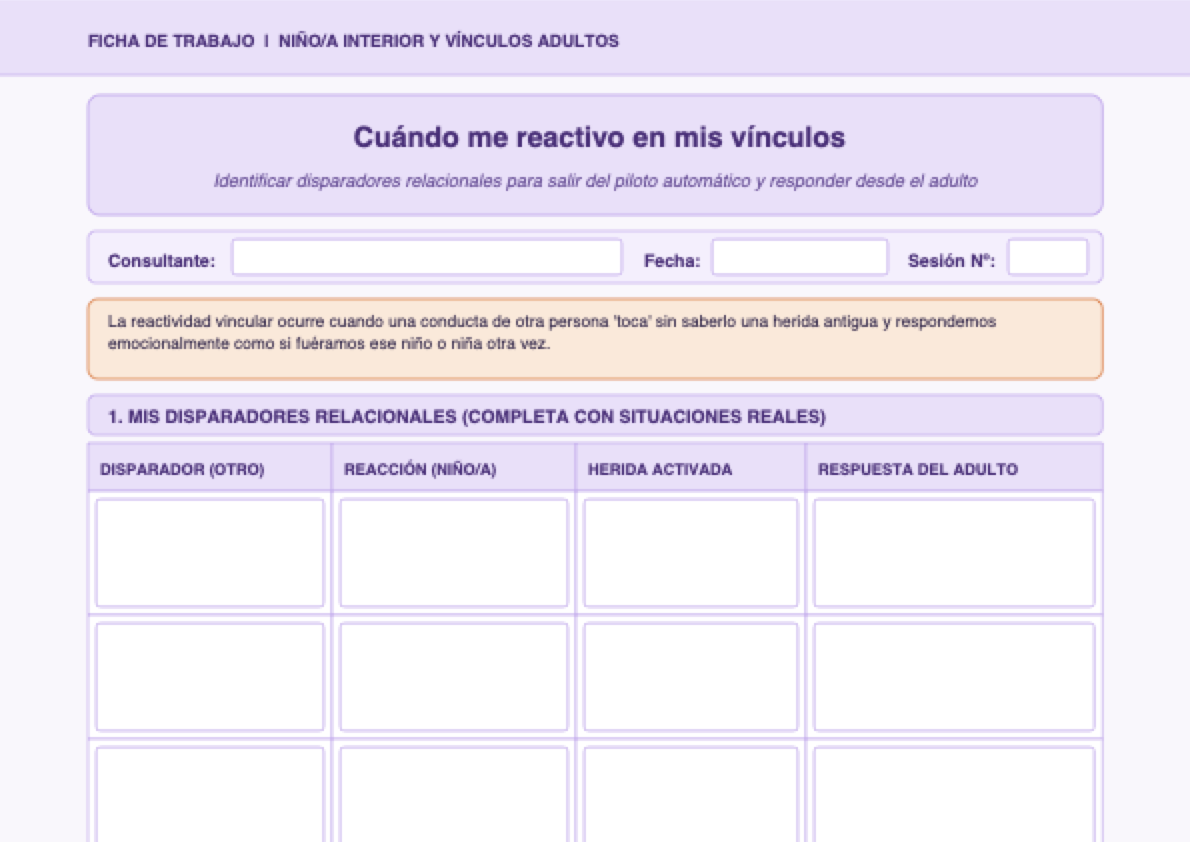 FICHA DE TRABAJO | NIÑO/A INTERIOR Y VÍNCULOS ADULTOS
Cuándo me reactivo en mis vínculos
Identificar disparadores relacionales para salir del piloto automático y responder desde el adulto
Consultante: Fecha: Sesión Nº:
La reactividad vincular ocurre cuando una conducta de otra persona 'toca' sin saberlo una herida antigua y respondemos
emocionalmente como si fuéramos ese niño o niña otra vez.
1. MIS DISPARADORES RELACIONALES (COMPLETA CON SITUACIONES REALES)
DISPARADOR (OTRO) REACCIÓN (NIÑO/A) HERIDA ACTIVADA RESPUESTA DEL ADULTO